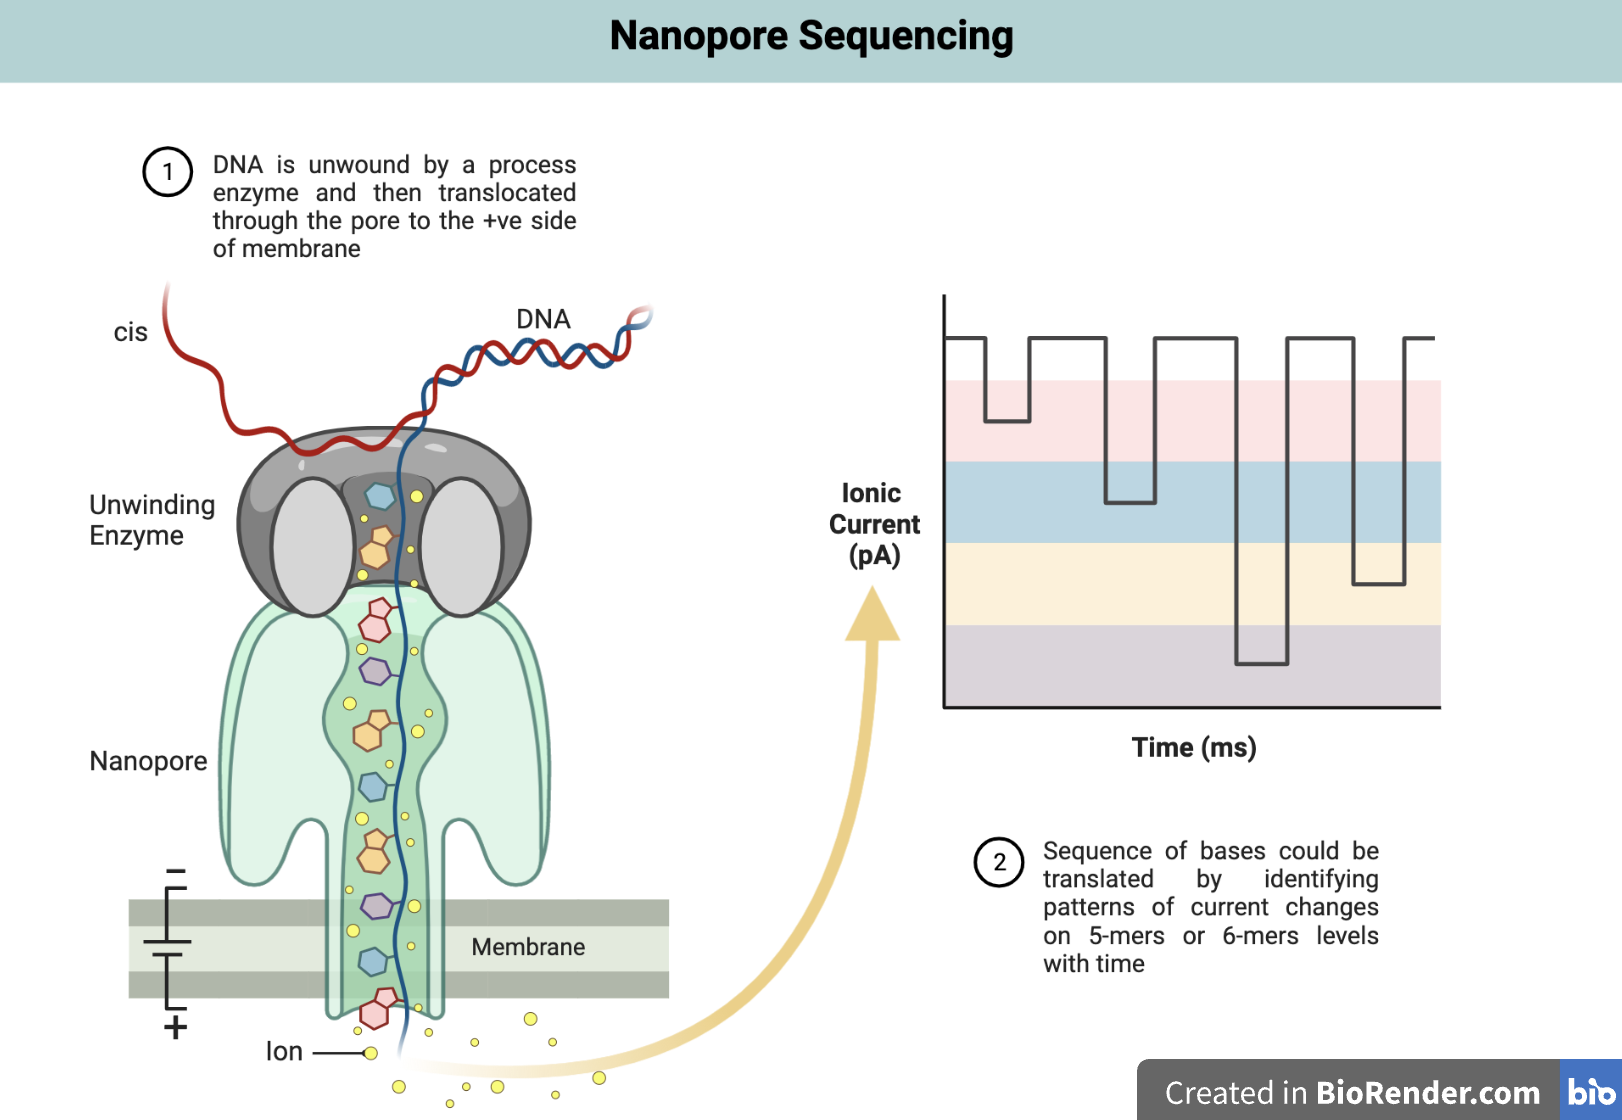 Nanopore Sequencing
1
DNA is unwound by a process
enzyme and then translocated
through the pore to the +ve side
of membrane
cis
DNA
Unwinding
Enzyme
Nanopore
Membrane
−
+
Ion
Ionic
Current
(pA)
Time (ms)
2
Sequence of bases could be
translated by identifying
patterns of current changes
on 5-mers or 6-mers levels
with time
Created in BioRender.com bio